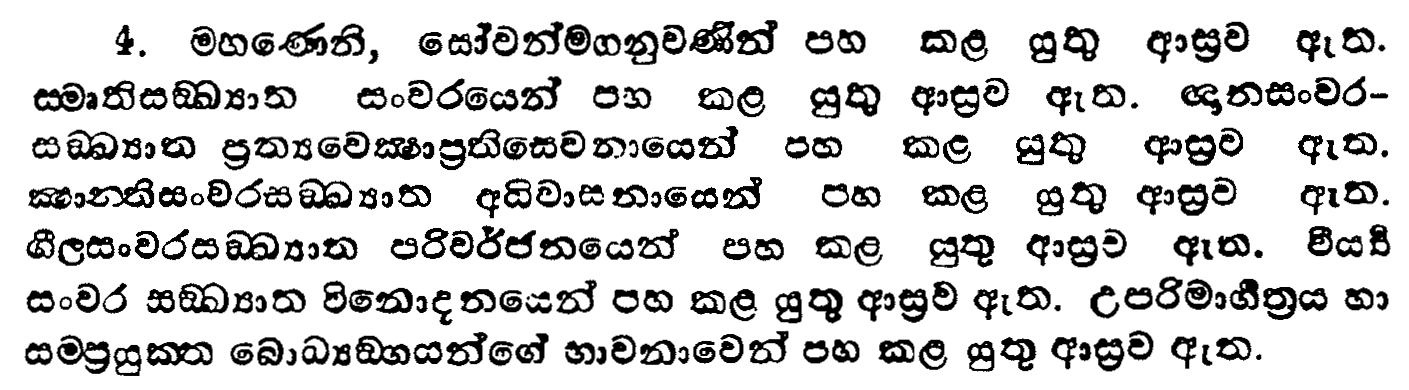 4. මහණෙනි, සෝවන්මගනුවණින් පහ කළ යුතු ආස්‍රව ඇත.
සමෘතිසඞ්ඛ්‍යාත සංවරයෙන් පහ කළ යුතු ආස්‍රව ඇත. ඥානසංවර-
සඞ්ඛ්‍යාත ප්‍රත්‍යවෙක්‍ෂාප්‍රතිසෙවනායෙන් පහ කළ යුතු ආස්‍රව ඇත.
ක්‍ෂාන්තිසංවරසඞ්ඛ්‍යාත අධිවාසනායෙන් පහ කළ යුතු ආස්‍රව ඇත.
ශීලසංවරසඞ්ඛ්‍යාත පරිවර්ජනයෙන් පහ කළ යුතු ආස්‍රව ඇත. වීර්‍ය්‍ය
සංවර සඞ්ඛ්‍යාත විනොදනයෙන් පහ කළ යුතු ආස්‍රව ඇත. උපරිමාර්ගත්‍රය හා
සම්ප්‍රයුක්ත බොධ්‍යඞ්ගයන්ගේ භාවනාවෙන් පහ කළ යුතු ආස්‍රව ඇත.